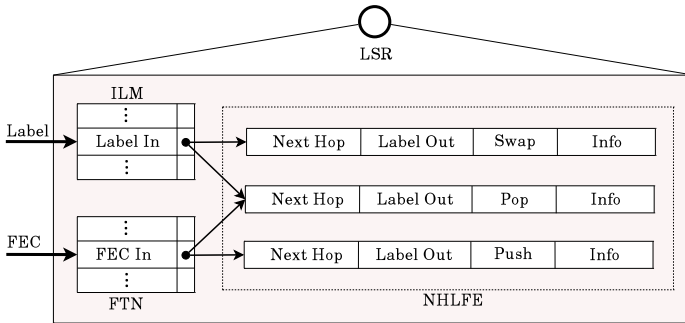 LSR
ILM
⋮
Label
Label In
⋮
Next Hop Label Out Swap Info
Next Hop Label Out Pop Info
⋮
FEC
FEC In
⋮
Next Hop Label Out Push Info
FTN
NHLFE